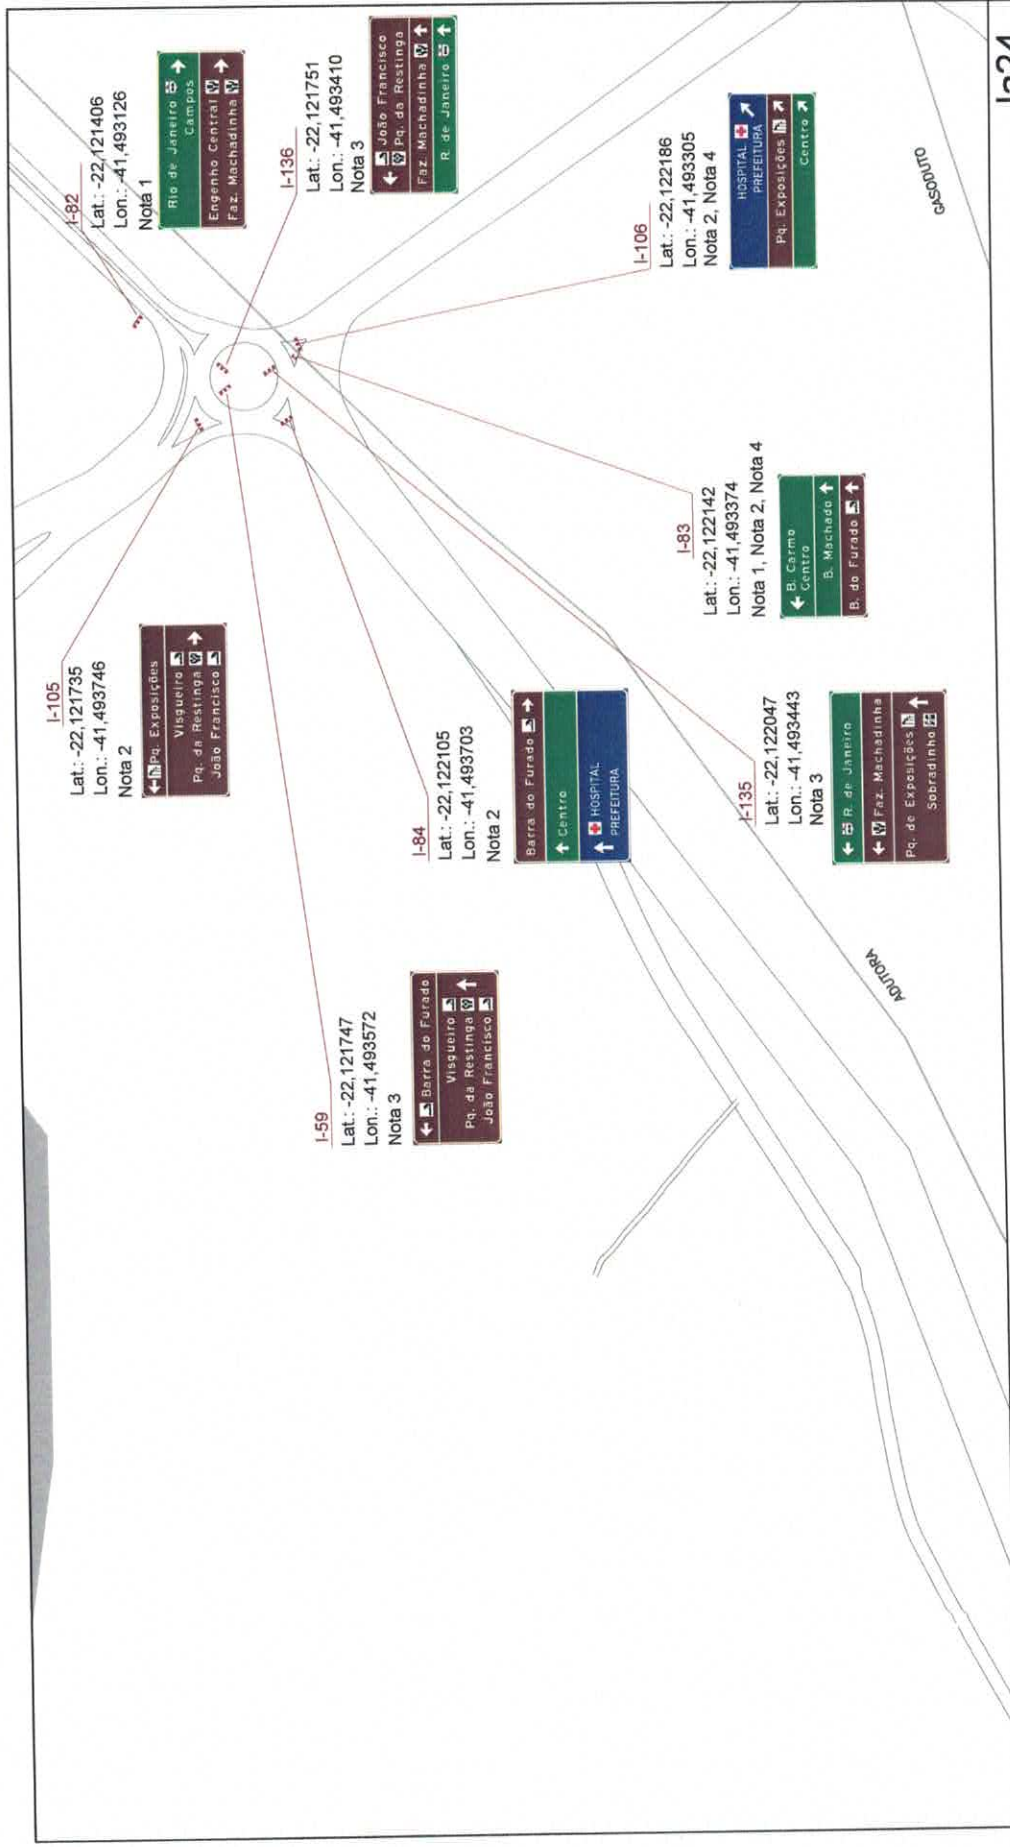 I-82
Lat.: -22,121406
Lon.: -41,493126
Nota 1
Rio de Janeiro
Campos
Engenho Central
Faz. Machadinha
I-136
Lat.: -22,121751
Lon.: -41,493410
Nota 3
João Francisco
Pq. da Restinga
Faz. Machadinha
R. de Janeiro
I-105
Lat.: -22,121735
Lon.: -41,493746
Nota 2
Pq. Exposições
Visgueiro
Pq. da Restinga
João Francisco
I-106
Lat.: -22,122186
Lon.: -41,493305
Nota 2, Nota 4
HOSPITAL
PREFEITURA
Pq. Exposições
Centro
I-59
Lat.: -22,121747
Lon.: -41,493572
Nota 3
Barra do Furado
Visgueiro
Pq. da Restinga
João Francisco
I-84
Lat.: -22,122105
Lon.: -41,493703
Nota 2
Barra do Furado
Centro
HOSPITAL
PREFEITURA
I-83
Lat.: -22,122142
Lon.: -41,493374
Nota 1, Nota 2, Nota 4
B. Carmo
Centro
B. Machado
B. do Furado
I-135
Lat.: -22,122047
Lon.: -41,493443
Nota 3
R. de Janeiro
Faz. Machadinha
Pq. de Exposições
Sobradinho
GASODUTO
ADUTORA